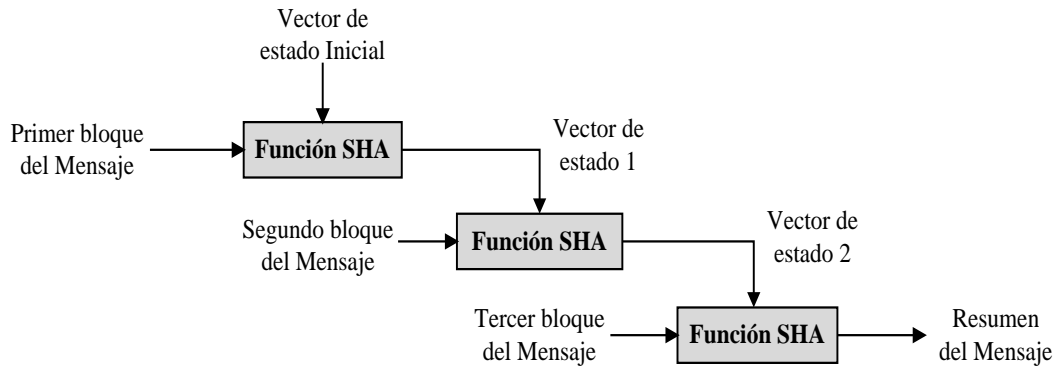 Vector de
estado Inicial
Primer bloque
del Mensaje
Función SHA
Vector de
estado 1
Segundo bloque
del Mensaje
Función SHA
Vector de
estado 2
Tercer bloque
del Mensaje
Función SHA
Resumen
del Mensaje